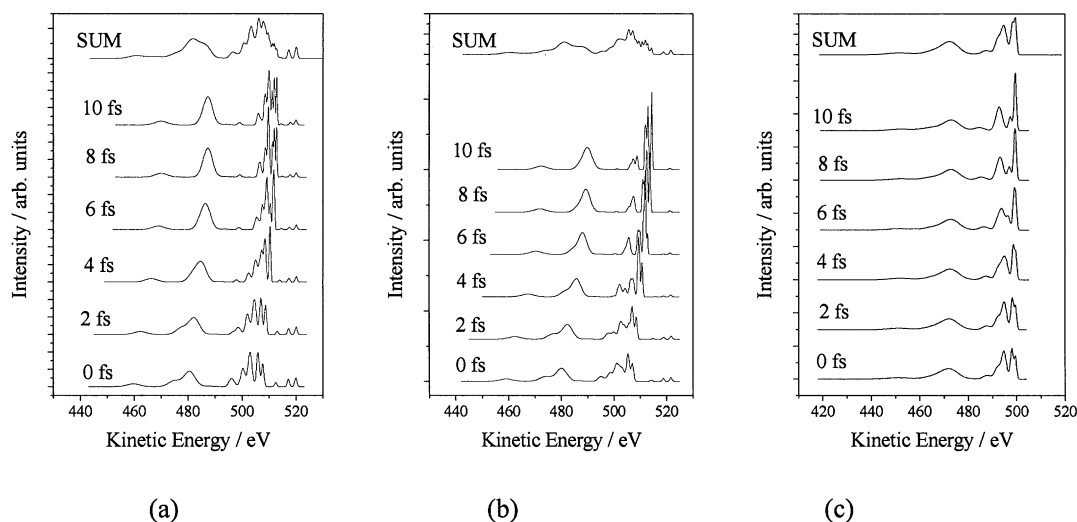 SUM
10 fs
8 fs
6 fs
4 fs
2 fs
0 fs
Intensity / arb. units
440 460 480 500 520
Kinetic Energy / eV
(a)
SUM
10 fs
8 fs
6 fs
4 fs
2 fs
0 fs
Intensity / arb. units
440 460 480 500 520
Kinetic Energy / eV
(b)
SUM
10 fs
8 fs
6 fs
4 fs
2 fs
0 fs
Intensity / arb. units
420 440 460 480 500 520
Kinetic Energy / eV
(c)